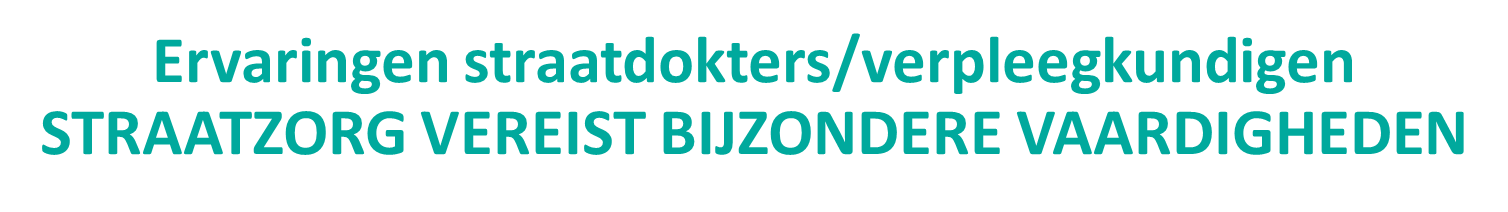 Ervaringen straatdokters/verpleegkundigen
STRAATZORG VEREIST BIJZONDERE VAARDIGHEDEN